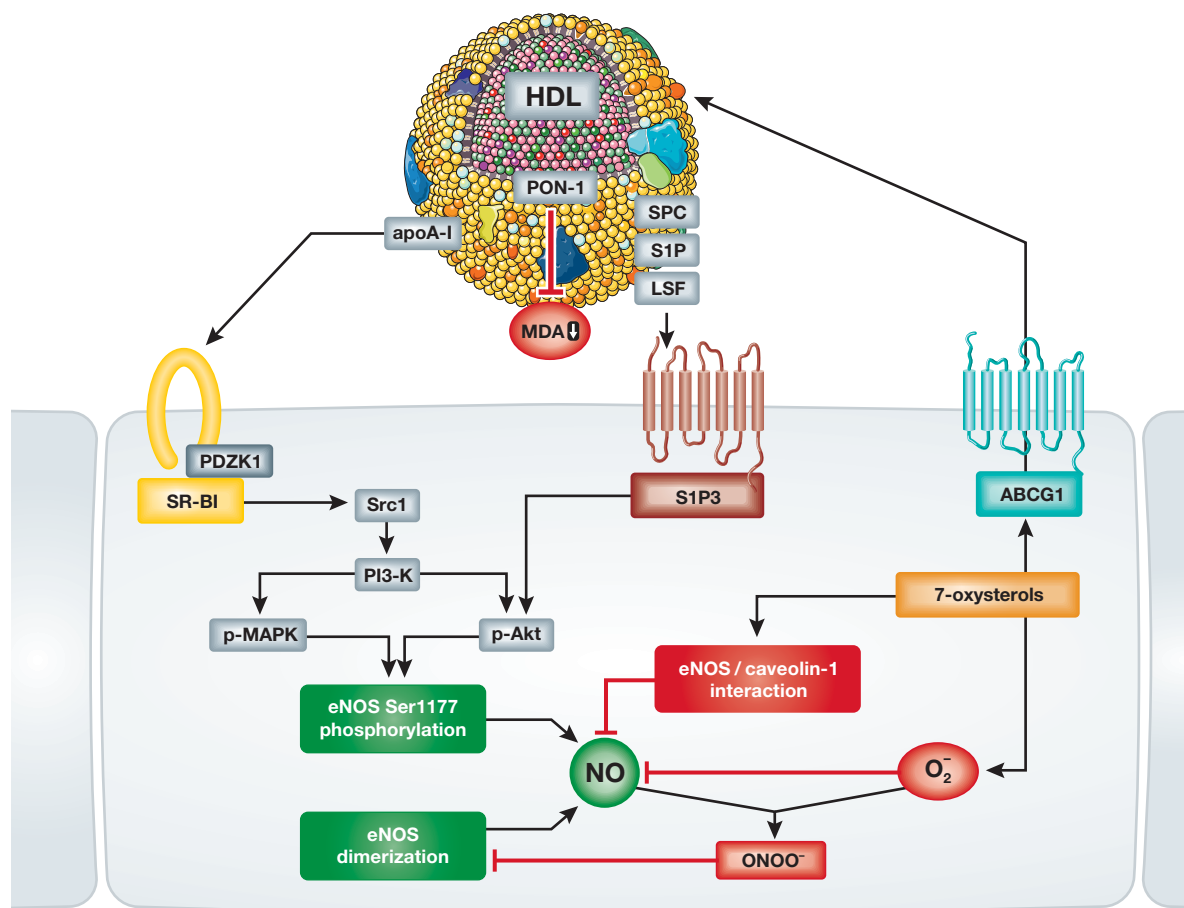 HDL
PON-1
SPC
apoA-I
S1P
LSF
MDA
PDZK1
SR-BI
Src1
S1P3
ABCG1
PI3-K
7-oxysterols
p-MAPK
p-Akt
eNOS / caveolin-1
interaction
eNOS Ser1177
phosphorylation
NO
O₂⁻
eNOS
dimerization
ONOO⁻